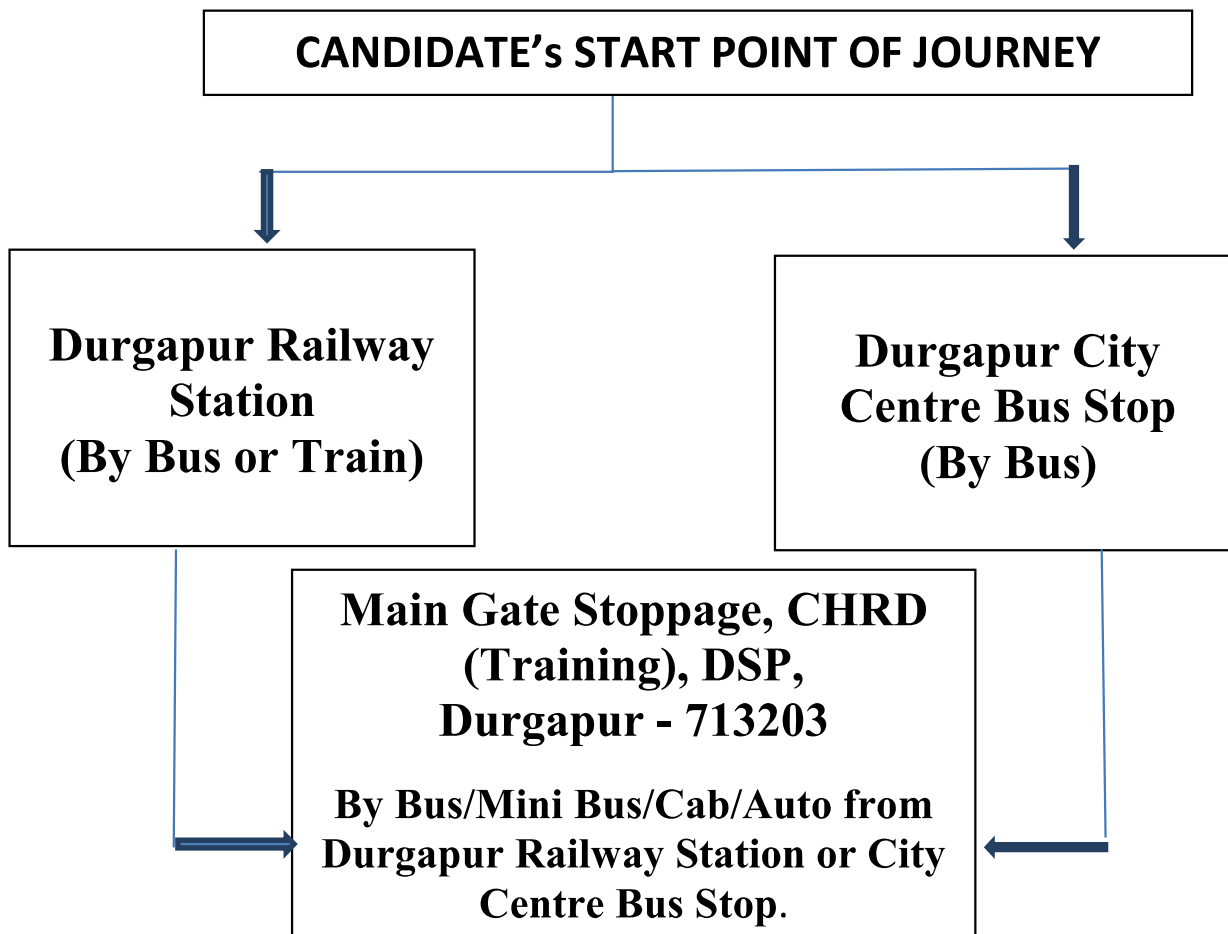 CANDIDATE's START POINT OF JOURNEY
Durgapur Railway
Station
(By Bus or Train)
Durgapur City
Centre Bus Stop
(By Bus)
Main Gate Stoppage, CHRD
(Training), DSP,
Durgapur - 713203
By Bus/Mini Bus/Cab/Auto from
Durgapur Railway Station or City
Centre Bus Stop.